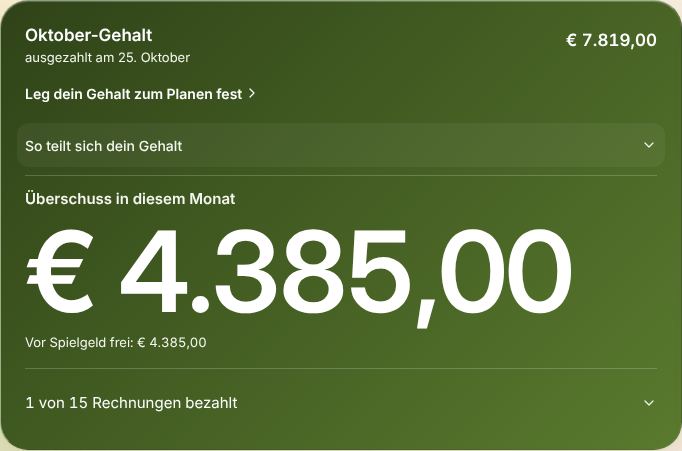 Oktober-Gehalt
€ 7.819,00
ausgezahlt am 25. Oktober
Leg dein Gehalt zum Planen fest
So teilt sich dein Gehalt
Überschuss in diesem Monat
€ 4.385,00
Vor Spielgeld frei: € 4.385,00
1 von 15 Rechnungen bezahlt